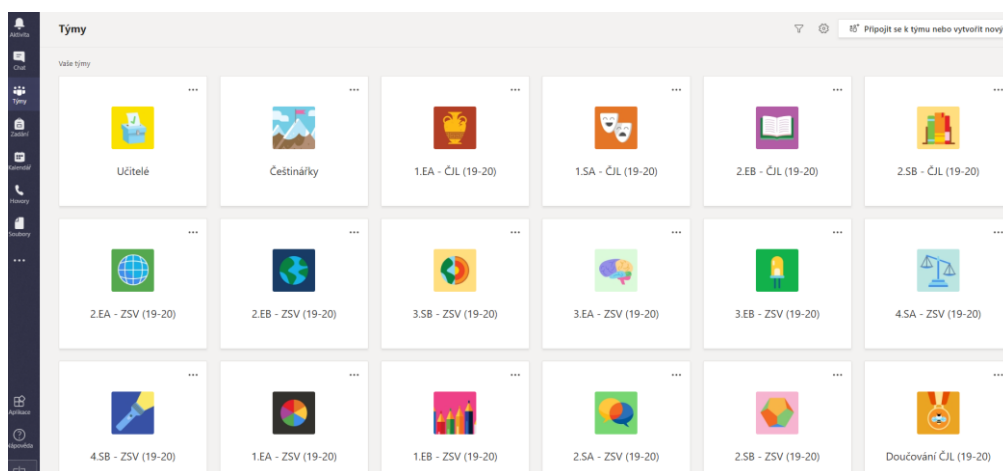 Týmy
Připojit se k týmu nebo vytvořit nový
Vaše týmy
Aktivita
Chat
Týmy
Zadání
Kalendář
Hovory
Soubory
Aplikace
Nápověda
Učitelé
Češtinářky
1.EA - ČJL (19-20)
1.SA - ČJL (19-20)
2.EB - ČJL (19-20)
2.SB - ČJL (19-20)
2.EA - ZSV (19-20)
2.EB - ZSV (19-20)
3.SB - ZSV (19-20)
3.EA - ZSV (19-20)
3.EB - ZSV (19-20)
4.SA - ZSV (19-20)
4.SB - ZSV (19-20)
1.EA - ZSV (19-20)
1.EB - ZSV (19-20)
2.SA - ZSV (19-20)
2.SB - ZSV (19-20)
Doučování ČJL (19-20)